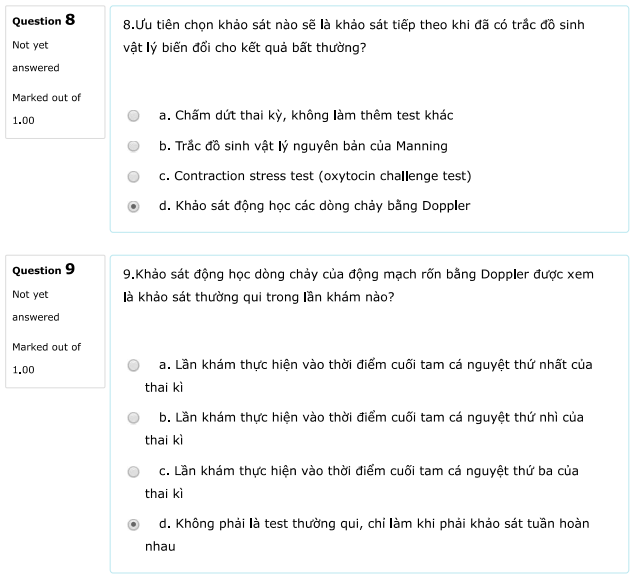 Question 8
Not yet
answered
Marked out of
1.00
8.Ưu tiên chọn khảo sát nào sẽ là khảo sát tiếp theo khi đã có trắc đồ sinh
vật lý biến đổi cho kết quả bất thường?
a. Chấm dứt thai kỳ, không làm thêm test khác
b. Trắc đồ sinh vật lý nguyên bản của Manning
c. Contraction stress test (oxytocin challenge test)
d. Khảo sát động học các dòng chảy bằng Doppler
Question 9
Not yet
answered
Marked out of
1.00
9.Khảo sát động học dòng chảy của động mạch rốn bằng Doppler được xem
là khảo sát thường qui trong lần khám nào?
a. Lần khám thực hiện vào thời điểm cuối tam cá nguyệt thứ nhất của
thai kì
b. Lần khám thực hiện vào thời điểm cuối tam cá nguyệt thứ nhì của
thai kì
c. Lần khám thực hiện vào thời điểm cuối tam cá nguyệt thứ ba của
thai kì
d. Không phải là test thường qui, chỉ làm khi phải khảo sát tuần hoàn
nhau